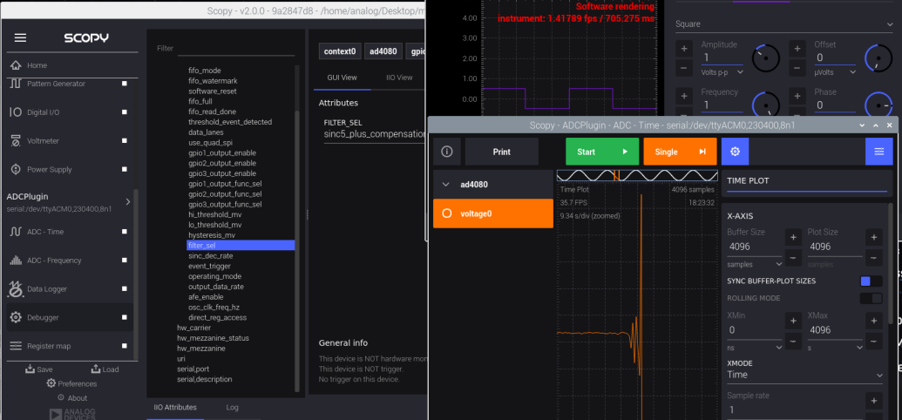 Scopy - v2.0.0 - 9a2847d8 - /home/analog/Desktop/m
SCOPY
Home
Pattern Generator
Digital I/O
Voltmeter
Power Supply
ADCPlugin
serial:/dev/ttyACM0,230400,8n1
ADC - Time
ADC - Frequency
Data Logger
Debugger
Register map
Save
Load
Preferences
About
ANALOG
DEVICES
Filter
fifo_mode
fifo_watermark
software_reset
fifo_full
fifo_read_done
threshold_event_detected
data_lanes
use_quad_spi
gpio1_output_enable
gpio2_output_enable
gpio3_output_enable
gpio1_output_func_sel
gpio2_output_func_sel
gpio3_output_func_sel
hi_threshold_mv
lo_threshold_mv
hysteresis_mv
filter_sel
sinc_dec_rate
event_trigger
operating_mode
output_data_rate
afe_enable
osc_clk_freq_hz
direct_reg_access
hw_carrier
hw_mezzanine_status
hw_mezzanine
uri
serial,port
serial,description
IIO Attributes
Log
context0
ad4080
gpio
GUI View
IIO View
Attributes
FILTER_SEL
sinc5_plus_compensation
General info
This device is NOT hardware mon
This device is NOT trigger.
No trigger on this device.
Software rendering
instrument: 1.41789 fps / 705.275 ms
4.00
3.00
2.00
1.00
0.00
Square
Amplitude
1
Volts p-p
Offset
0
µVolts
Frequency
1
Phase
0
Scopy - ADCPlugin - ADC - Time - serial:/dev/ttyACM0,230400,8n1
Print
Start
Single
ad4080
voltage0
Time Plot
4096 samples
35.7 FPS
18:23:32
9.34 s/div (zoomed)
TIME PLOT
X-AXIS
Buffer Size
4096
samples
Plot Size
4096
samples
SYNC BUFFER-PLOT SIZES
ROLLING MODE
XMin
0
ns
XMax
4096
s
XMODE
Time
Sample rate
1